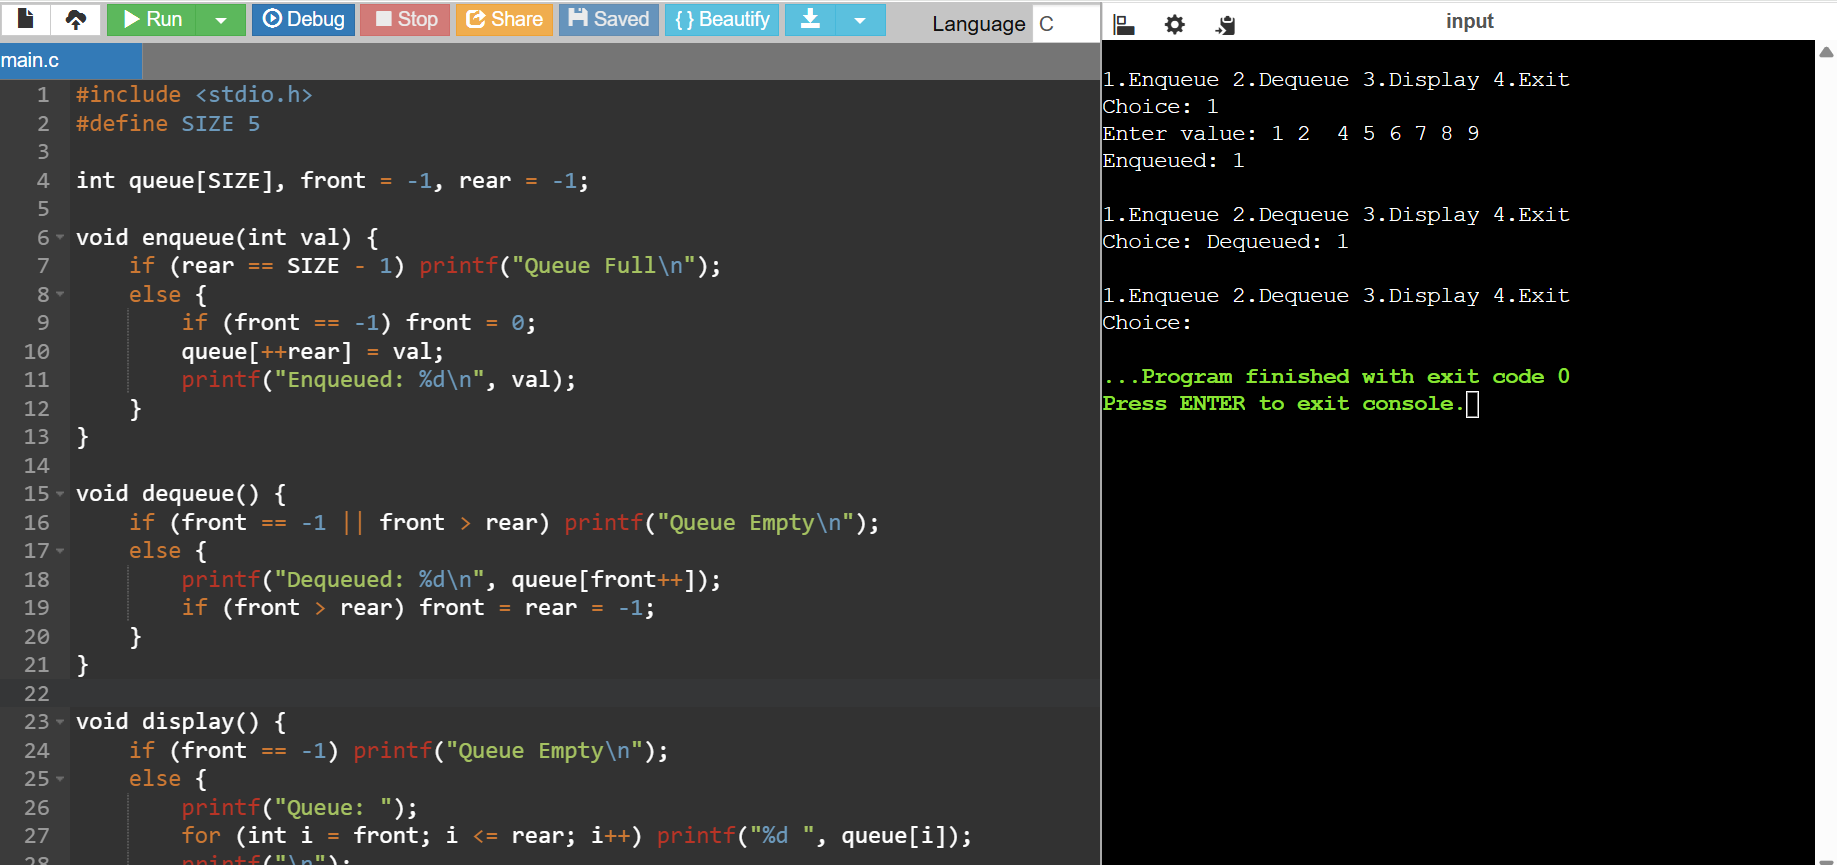 Run Debug Stop Share Saved {} Beautify Language C
main.c
1 #include <stdio.h>
2 #define SIZE 5
3
4 int queue[SIZE], front = -1, rear = -1;
5
6 void enqueue(int val) {
7     if (rear == SIZE - 1) printf("Queue Full\n");
8     else {
9         if (front == -1) front = 0;
10         queue[++rear] = val;
11         printf("Enqueued: %d\n", val);
12     }
13 }
14
15 void dequeue() {
16     if (front == -1 || front > rear) printf("Queue Empty\n");
17     else {
18         printf("Dequeued: %d\n", queue[front++]);
19         if (front > rear) front = rear = -1;
20     }
21 }
22
23 void display() {
24     if (front == -1) printf("Queue Empty\n");
25     else {
26         printf("Queue: ");
27         for (int i = front; i <= rear; i++) printf("%d ", queue[i]);
28         printf("\n");
input
1.Enqueue 2.Dequeue 3.Display 4.Exit
Choice: 1
Enter value: 1 2  4 5 6 7 8 9
Enqueued: 1
1.Enqueue 2.Dequeue 3.Display 4.Exit
Choice: Dequeued: 1
1.Enqueue 2.Dequeue 3.Display 4.Exit
Choice:
...Program finished with exit code 0
Press ENTER to exit console.